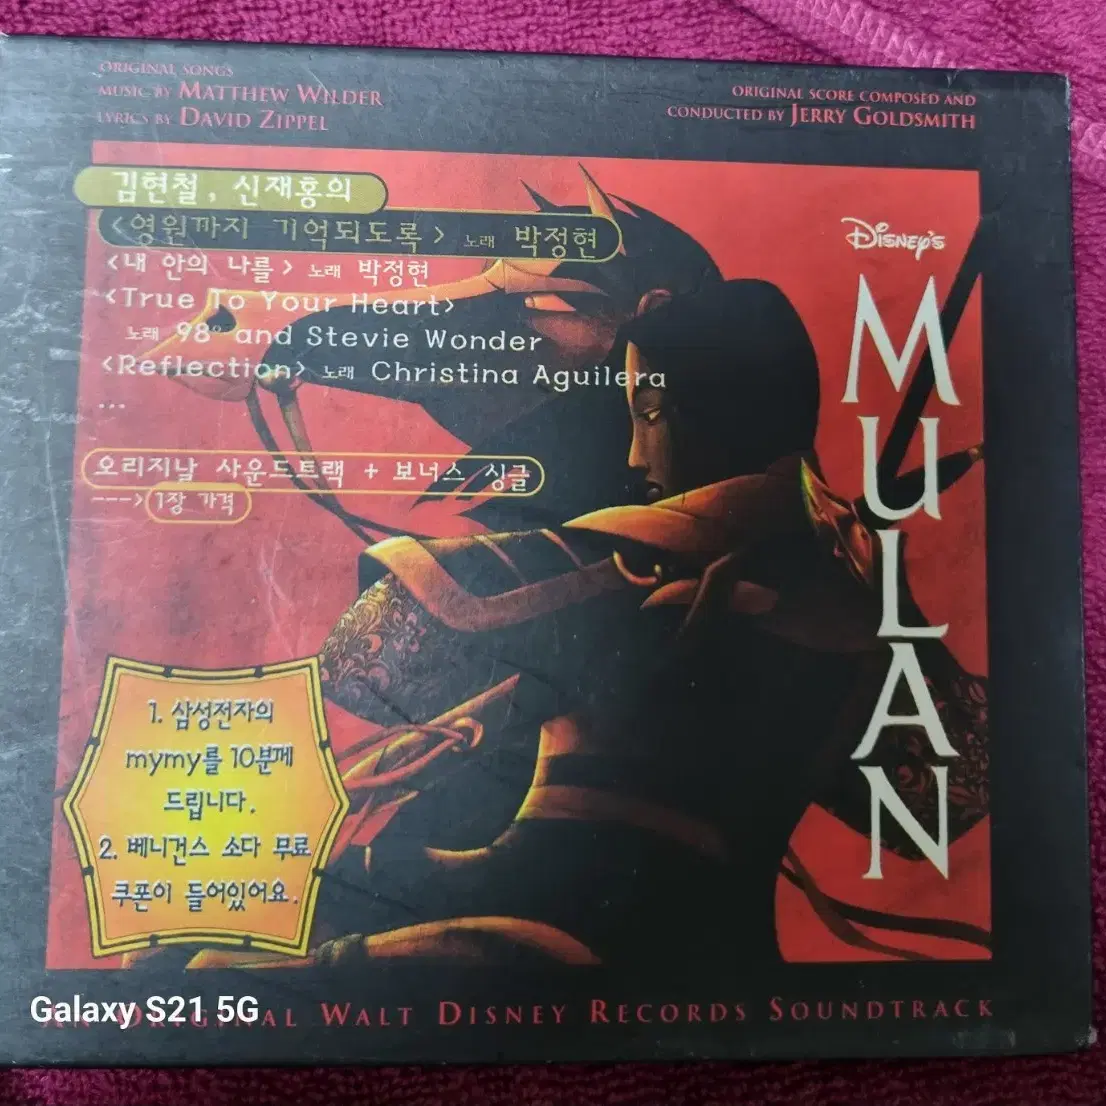 ORIGINAL SONGS
MUSIC BY MATTHEW WILDER
LYRICS BY DAVID ZIPPEL
ORIGINAL SCORE COMPOSED AND
CONDUCTED BY JERRY GOLDSMITH
김현철, 신재홍의
<영원까지 기억되도록> 노래 박정현
<내 안의 나를> 노래 박정현
<True To Your Heart>
노래 98° and Stevie Wonder
<Reflection> 노래 Christina Aguilera
...
오리지날 사운드트랙 + 보너스 싱글
---> 1장 가격
DISNEY'S
MULAN
1. 삼성전자의
mymy를 10분께
드립니다.
2. 베니건스 소다 무료
쿠폰이 들어있어요.
AN ORIGINAL WALT DISNEY RECORDS SOUNDTRACK
Galaxy S21 5G